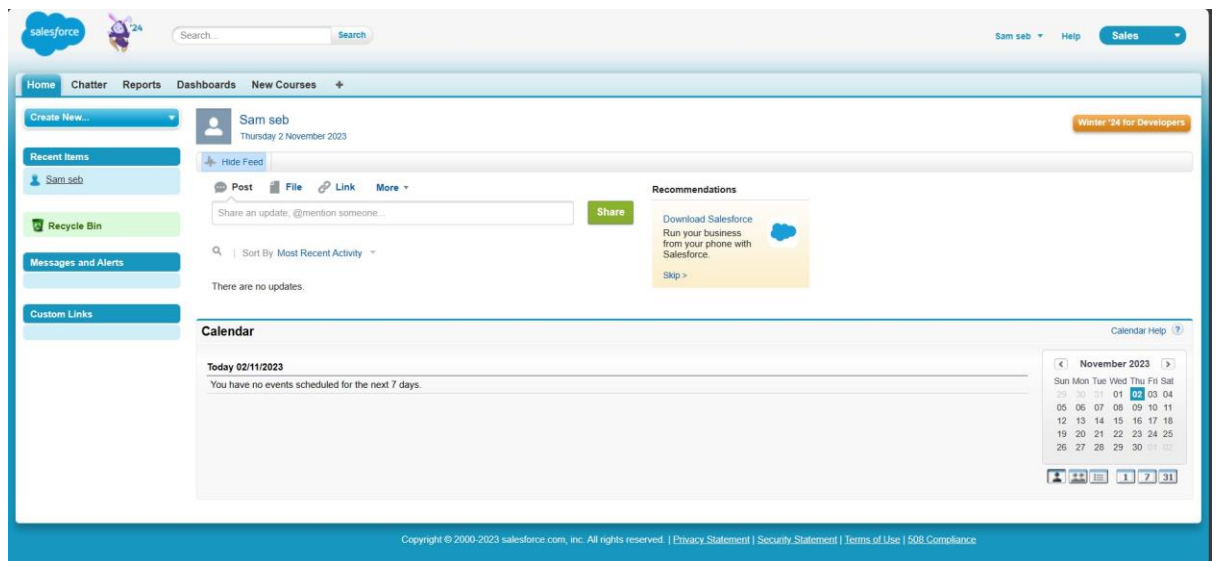 salesforce
'24
Search...
Search
Sam seb
Help
Sales
Home Chatter Reports Dashboards New Courses +
Create New...
Recent Items
Sam seb
Recycle Bin
Messages and Alerts
Custom Links
Sam seb
Thursday 2 November 2023
Winter '24 for Developers
Hide Feed
Post File Link More
Share an update, @mention someone...
Share
Sort By Most Recent Activity
There are no updates.
Recommendations
Download Salesforce
Run your business
from your phone with
Salesforce.
Skip >
Calendar
Calendar Help ?
Today 02/11/2023
You have no events scheduled for the next 7 days.
< November 2023 >
Sun Mon Tue Wed Thu Fri Sat
29 30 31 01 02 03 04
05 06 07 08 09 10 11
12 13 14 15 16 17 18
19 20 21 22 23 24 25
26 27 28 29 30 01 02
1 7 31
Copyright © 2000-2023 salesforce.com, inc. All rights reserved. | Privacy Statement | Security Statement | Terms of Use | 508 Compliance